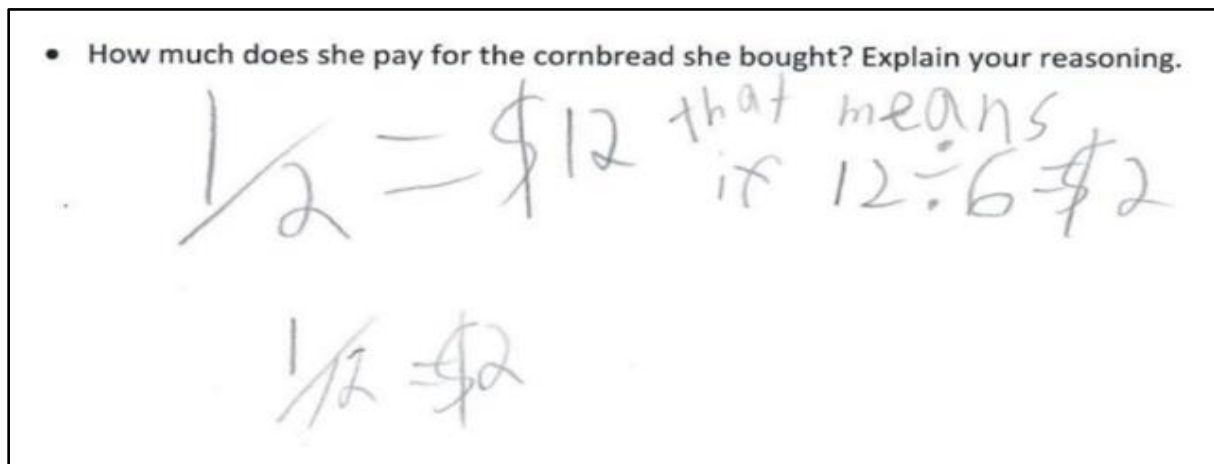 • How much does she pay for the cornbread she bought? Explain your reasoning.
1/2 = $12 that means
if 12÷6=$2
1/12 =$2